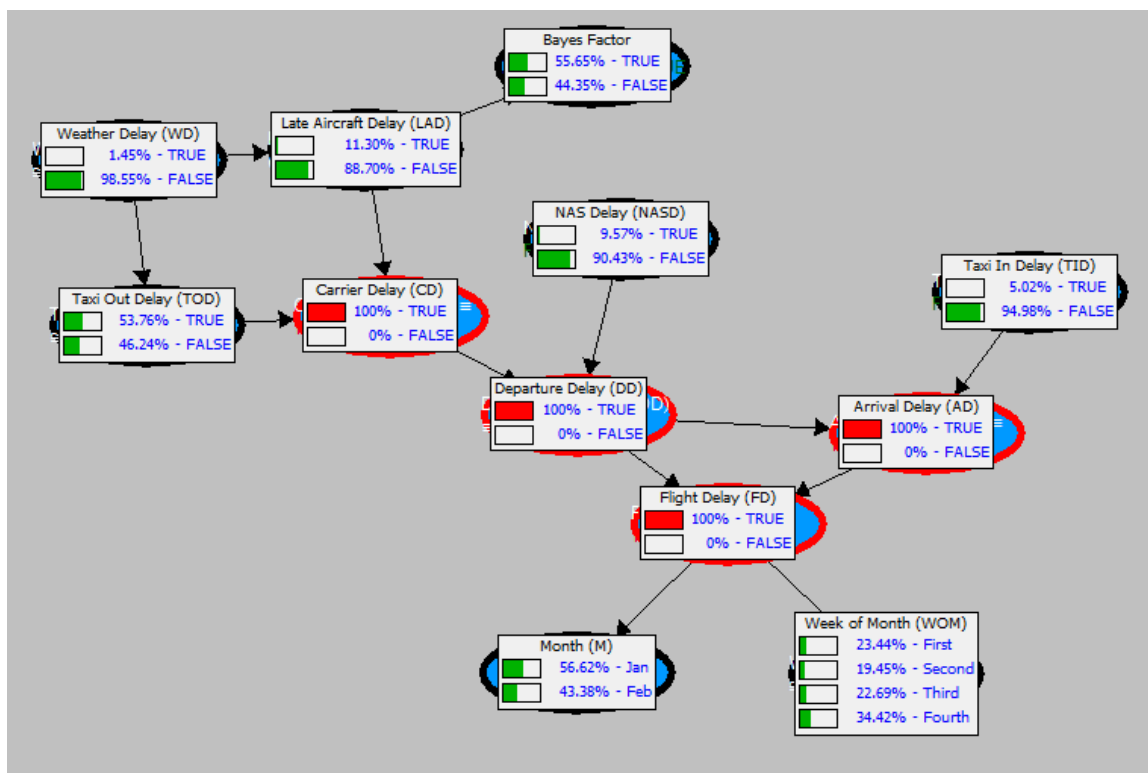 Bayes Factor
55.65% - TRUE
44.35% - FALSE
Weather Delay (WD)
1.45% - TRUE
98.55% - FALSE
Late Aircraft Delay (LAD)
11.30% - TRUE
88.70% - FALSE
NAS Delay (NASD)
9.57% - TRUE
90.43% - FALSE
Taxi In Delay (TID)
5.02% - TRUE
94.98% - FALSE
Taxi Out Delay (TOD)
53.76% - TRUE
46.24% - FALSE
Carrier Delay (CD)
100% - TRUE
0% - FALSE
Departure Delay (DD)
100% - TRUE
0% - FALSE
Arrival Delay (AD)
100% - TRUE
0% - FALSE
Flight Delay (FD)
100% - TRUE
0% - FALSE
Month (M)
56.62% - Jan
43.38% - Feb
Week of Month (WOM)
23.44% - First
19.45% - Second
22.69% - Third
34.42% - Fourth